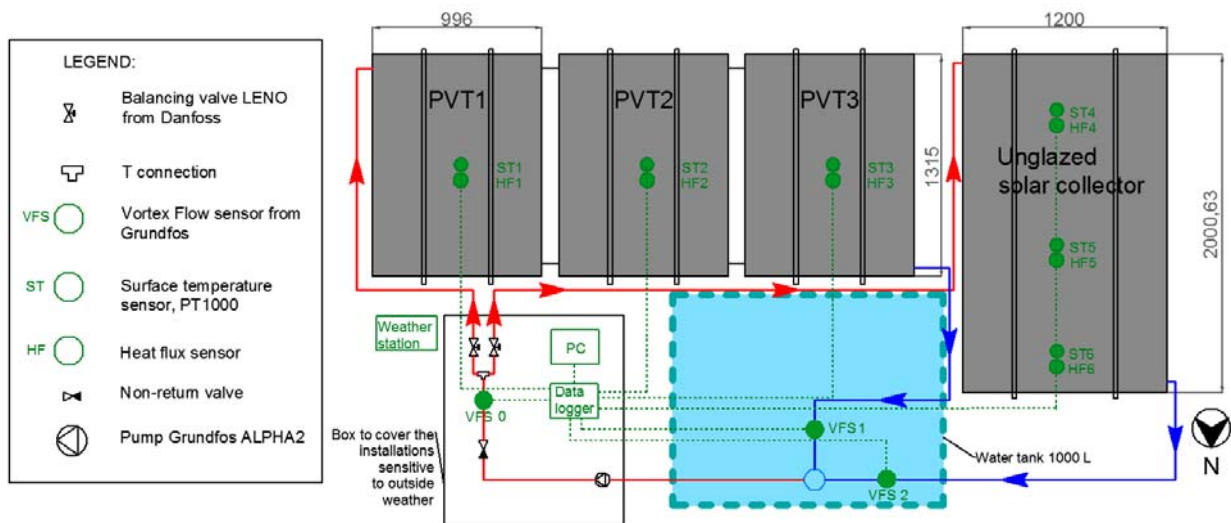 LEGEND:
Balancing valve LENO
from Danfoss
T connection
VFS
Vortex Flow sensor from
Grundfos
ST
Surface temperature
sensor, PT1000
HF
Heat flux sensor
Non-return valve
Pump Grundfos ALPHA2
996
1200
PVT1
PVT2
PVT3
ST1
HF1
ST2
HF2
ST3
HF3
1315
ST4
HF4
Unglazed
solar collector
ST5
HF5
ST6
HF6
2000,63
Weather
station
PC
Data
logger
VFS 0
VFS 1
VFS 2
Box to cover the
installations
sensitive
to outside
weather
Water tank 1000 L
N